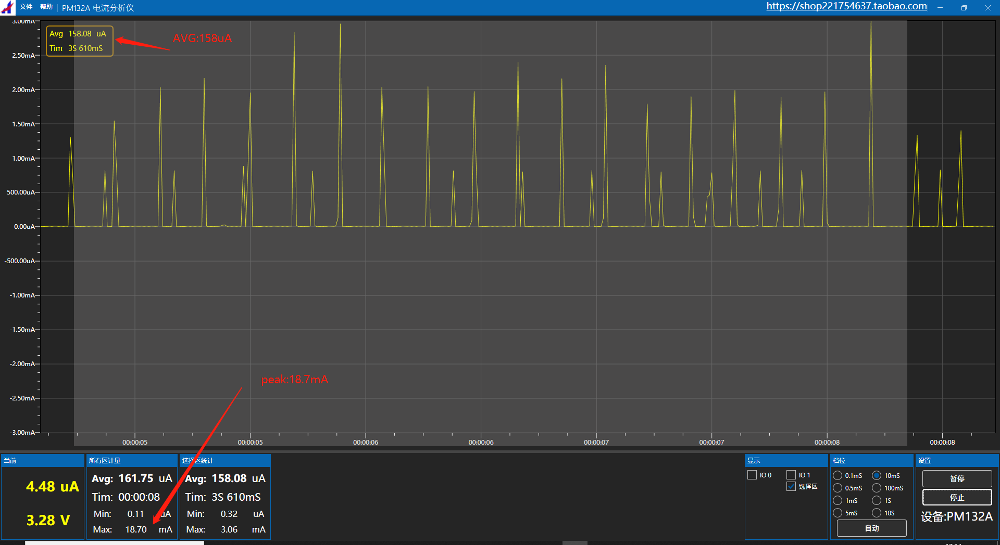 文件 帮助 PM132A 电流分析仪 https://shop221754637.taobao.com
3.00mA
Avg 158.08 uA
Tim: 3S 610mS
AVG:158uA
2.50mA
2.00mA
1.50mA
1.00mA
500.00uA
0.00uA
-500.00uA
-1.00mA
-1.50mA
-2.00mA
-2.50mA
-3.00mA
peak:18.7mA
00:00:05 00:00:05 00:00:06 00:00:06 00:00:07 00:00:07 00:00:08 00:00:08
当前
4.48 uA
3.28 V
所有区计量
Avg: 161.75 uA
Tim: 00:00:08
Min: 0.11 uA
Max: 18.70 mA
选择区统计
Avg: 158.08 uA
Tim: 3S 610mS
Min: 0.32 uA
Max: 3.06 mA
显示
IO 0 IO 1
选择区
档位
0.1mS 10mS
0.5mS 100mS
1mS 1S
5mS 10S
自动
设置
暂停
停止
设备:PM132A